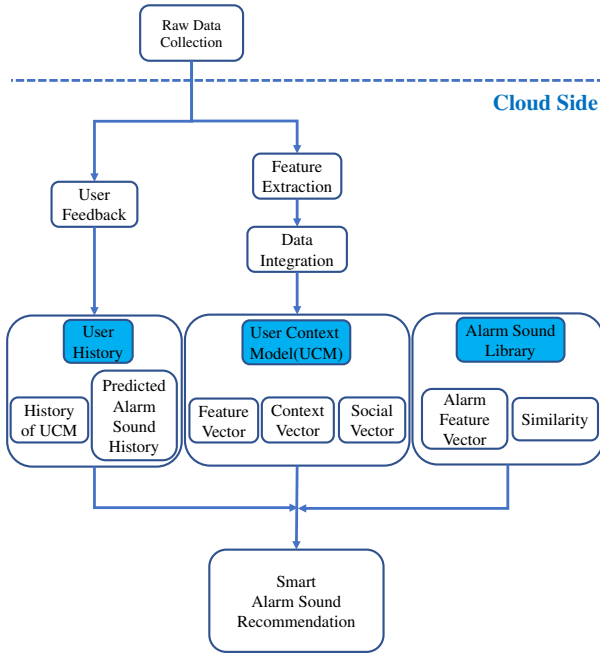 Raw Data
Collection
Cloud Side
User
Feedback
Feature
Extraction
Data
Integration
User
History
History
of UCM
Predicted
Alarm
Sound
History
User Context
Model(UCM)
Feature
Vector
Context
Vector
Social
Vector
Alarm Sound
Library
Alarm
Feature
Vector
Similarity
Smart
Alarm Sound
Recommendation